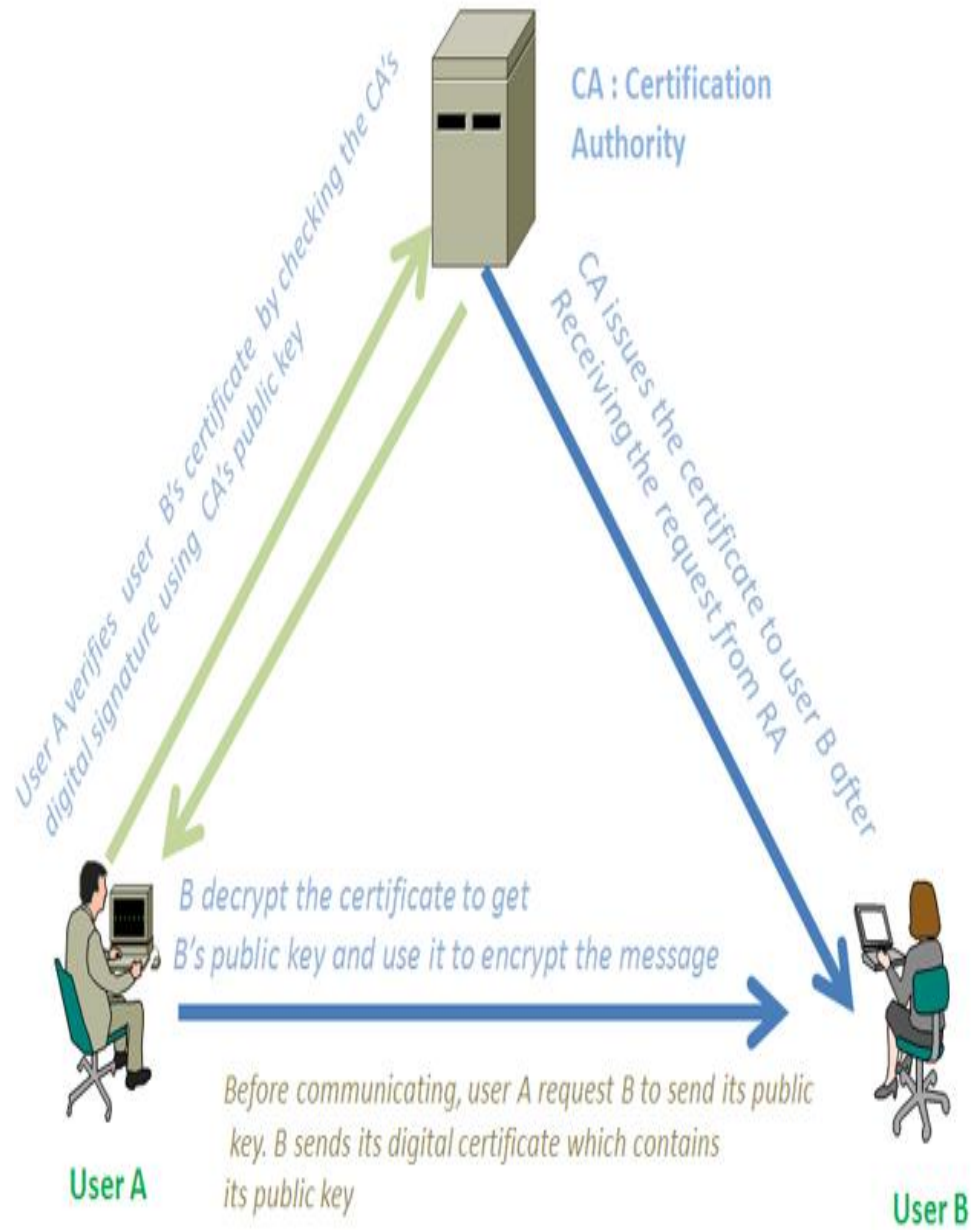 CA : Certification
Authority
User A verifies user B's certificate by checking the CA's
digital signature using CA's public key
CA issues the certificate to user B after
Receiving the request from RA
B decrypt the certificate to get
B's public key and use it to encrypt the message
Before communicating, user A request B to send its public
key. B sends its digital certificate which contains
its public key
User A
User B